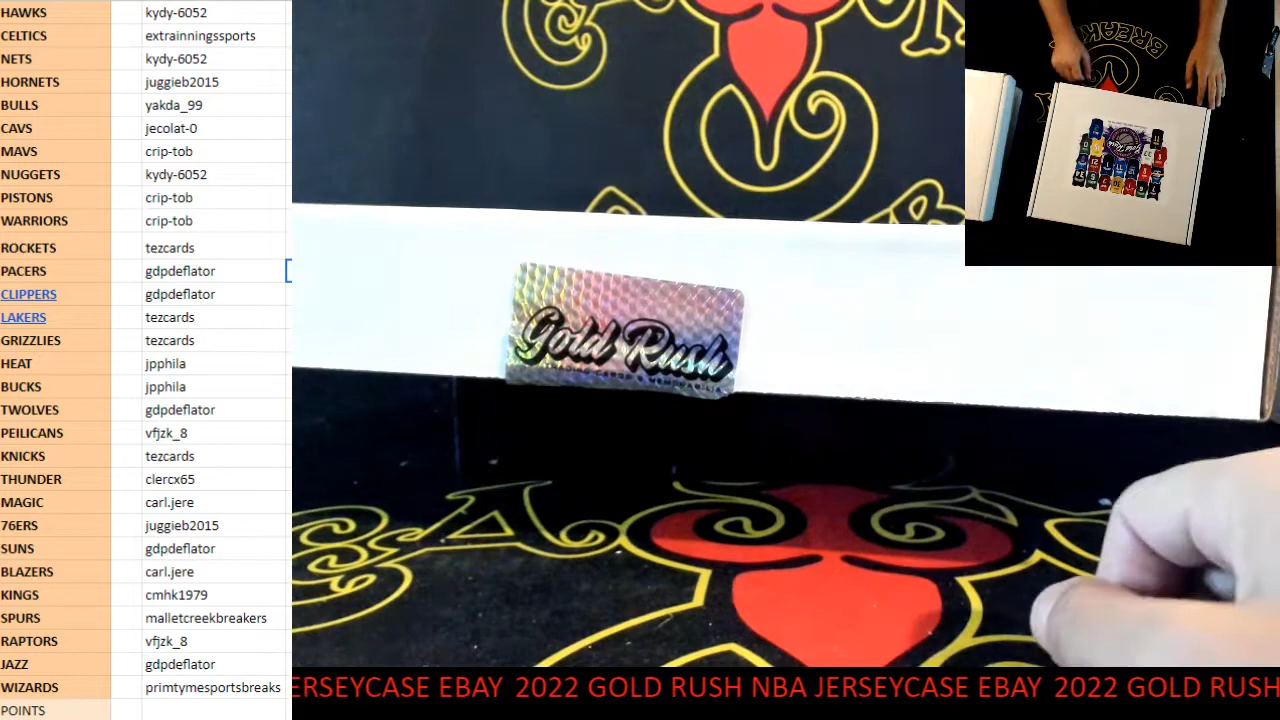 HAWKS kydy-6052
CELTICS extrainningssports
NETS kydy-6052
HORNETS juggieb2015
BULLS yakda_99
CAVS jecolat-0
MAVS crip-tob
NUGGETS kydy-6052
PISTONS crip-tob
WARRIORS crip-tob
ROCKETS tezcards
PACERS gdpdeflator
CLIPPERS gdpdeflator
LAKERS tezcards
GRIZZLIES tezcards
HEAT jpphila
BUCKS jpphila
TWOLVES gdpdeflator
PEILICANS vfjzk_8
KNICKS tezcards
THUNDER clercx65
MAGIC carl.jere
76ERS juggieb2015
SUNS gdpdeflator
BLAZERS carl.jere
KINGS cmhk1979
SPURS malletcreekbreakers
RAPTORS vfjzk_8
JAZZ gdpdeflator
WIZARDS primtymesportsbreaks
POINTS
Gold Rush
MEMORABILIA
BREAK
Gold Rush
ERSEYCASE EBAY 2022 GOLD RUSH NBA JERSEYCASE EBAY 2022 GOLD RUSH